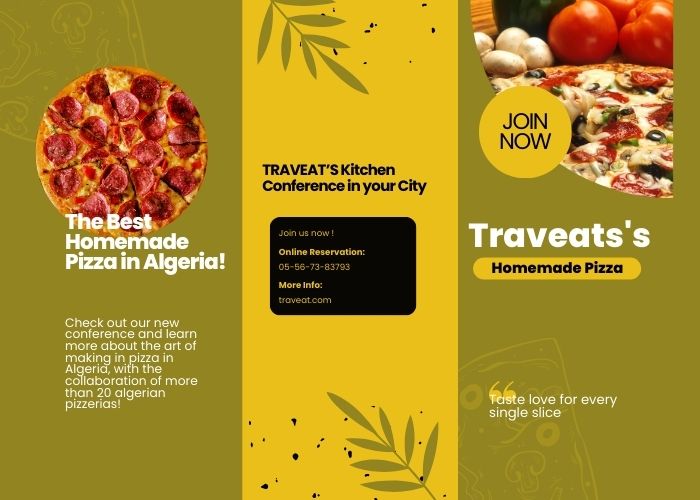 The Best
Homemade
Pizza in Algeria!
Check out our new
conference and learn
more about the art of
making in pizza in
Algeria, with the
collaboration of more
than 20 algerian
pizzerias!
TRAVEAT'S Kitchen
Conference in your City
Join us now !
Online Reservation:
05-56-73-83793
More Info:
traveat.com
JOIN
NOW
Traveats's
Homemade Pizza
“
Taste love for every
single slice